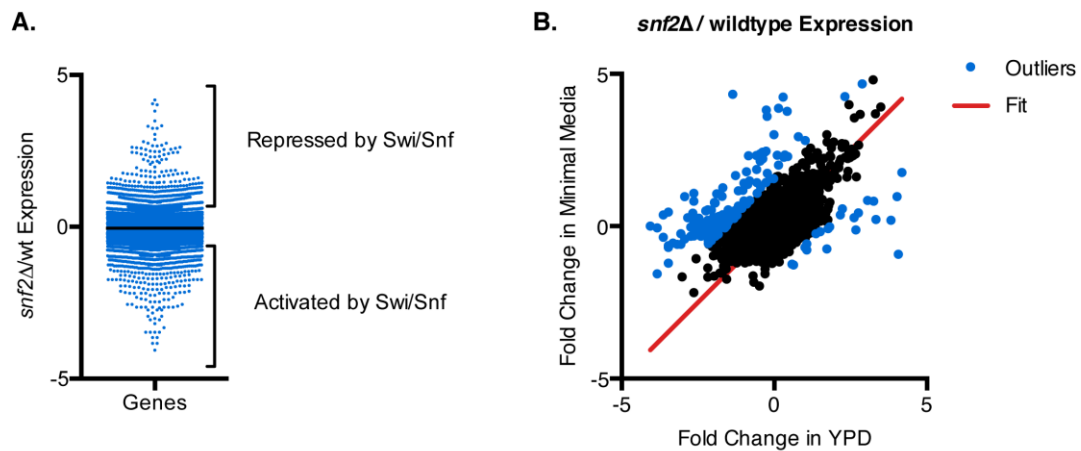 A.
5
0
-5
snf2Δ/wt Expression
Genes
Repressed by Swi/Snf
Activated by Swi/Snf
B.
snf2Δ / wildtype Expression
5
0
-5
Fold Change in Minimal Media
-5 0 5
Fold Change in YPD
Outliers
Fit